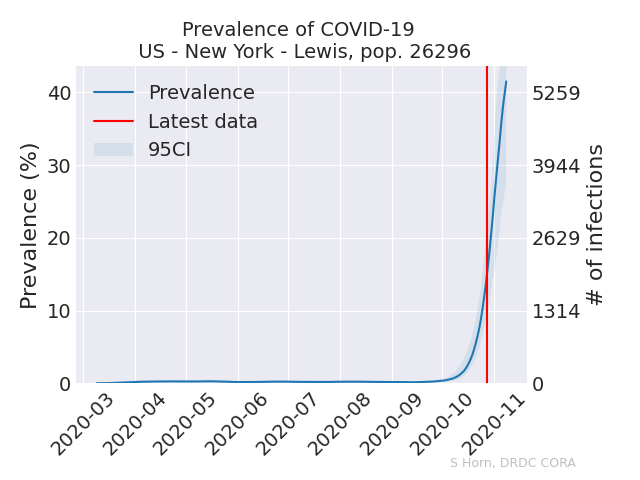 Prevalence of COVID-19
US - New York - Lewis, pop. 26296
Prevalence
Latest data
95CI
Prevalence (%)
40
30
20
10
0
5259
3944
2629
1314
0
# of infections
2020-03
2020-04
2020-05
2020-06
2020-07
2020-08
2020-09
2020-10
2020-11
S Horn, DRDC CORA